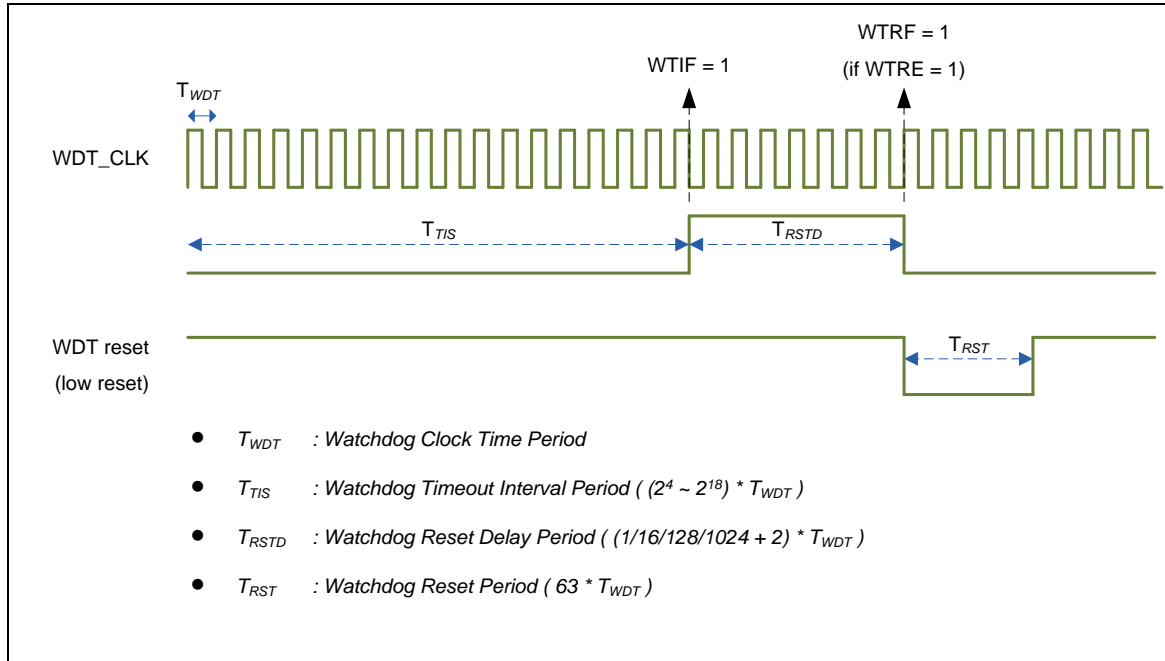 WTRF = 1
WTIF = 1
(if WTRE = 1)
TWDT
WDT_CLK
TTIS
TRSTD
WDT reset
TRST
(low reset)
● TWDT : Watchdog Clock Time Period
● TTIS : Watchdog Timeout Interval Period ( (2⁴ ~ 2¹⁸) * TWDT )
● TRSTD : Watchdog Reset Delay Period ( (1/16/128/1024 + 2) * TWDT )
● TRST : Watchdog Reset Period ( 63 * TWDT )